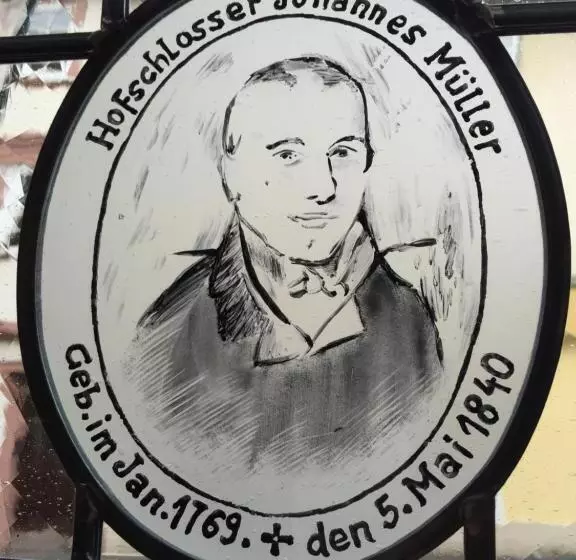 Hofschlosser Johannes Müller
Geb. im Jan. 1769. ✝ den 5. Mai 1840